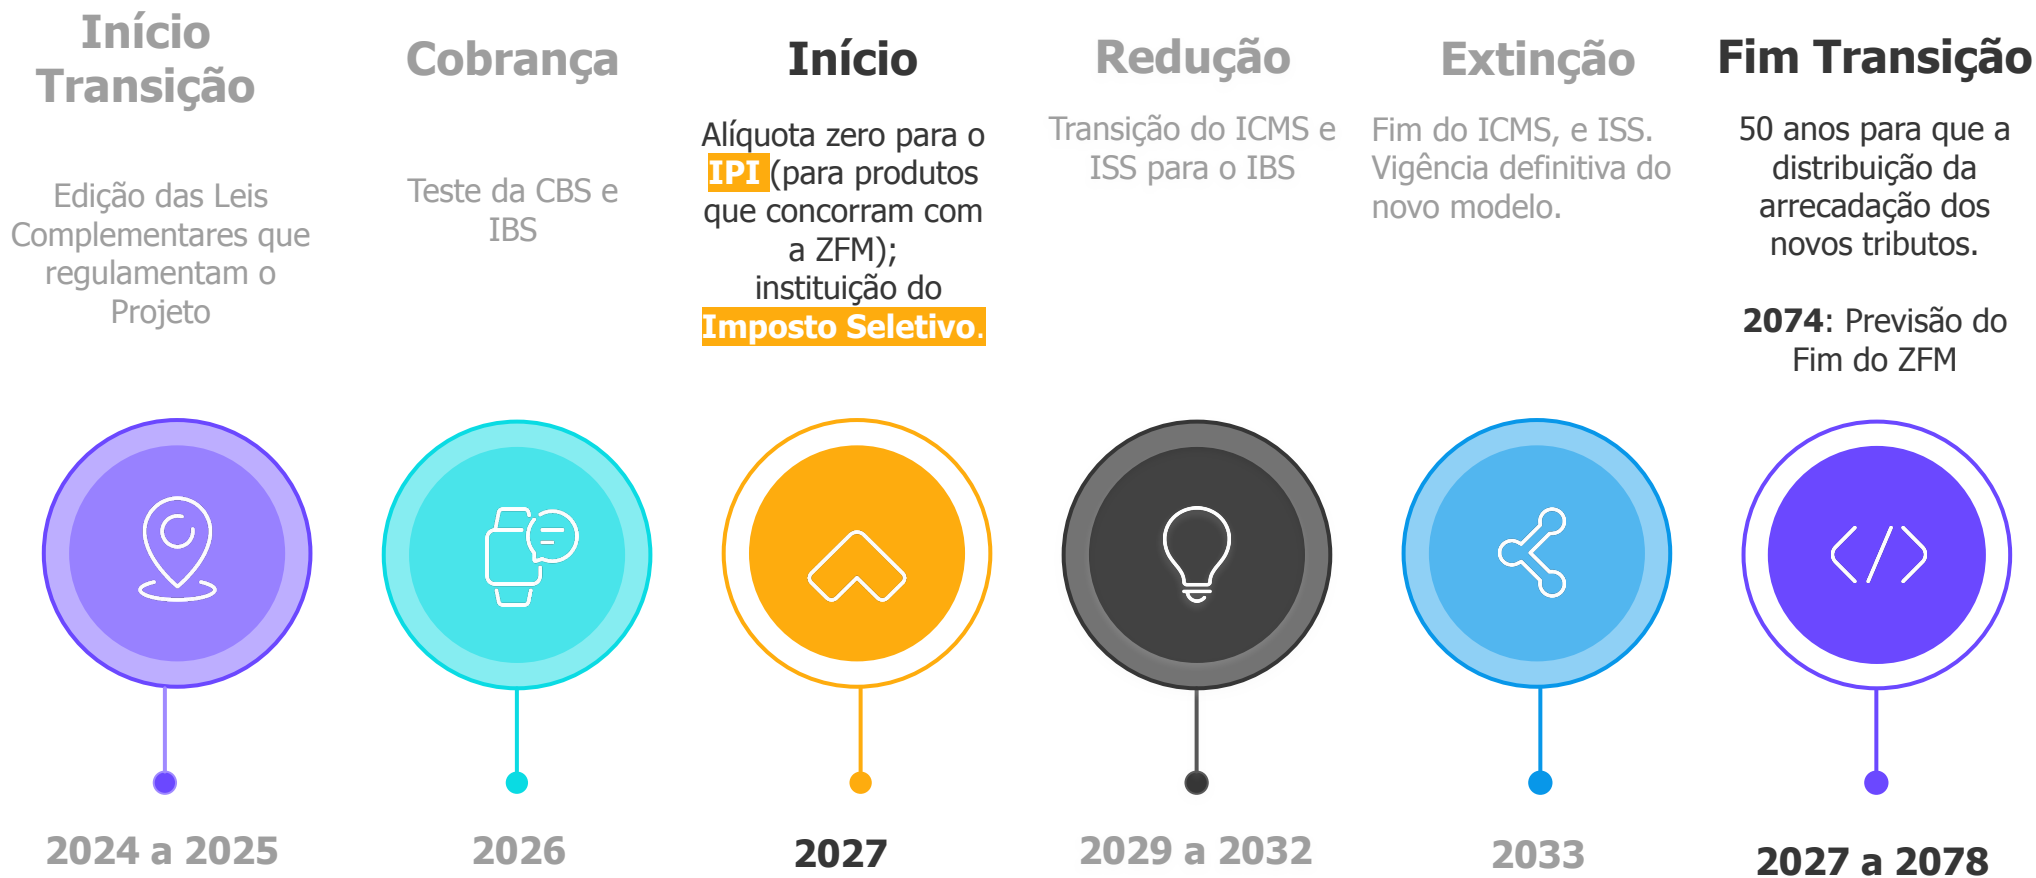 Início
Transição
Edição das Leis
Complementares que
regulamentam o
Projeto
2024 a 2025
Cobrança
Teste da CBS e
IBS
2026
Início
Alíquota zero para o
IPI (para produtos
que concorram com
a ZFM);
instituição do
Imposto Seletivo.
2027
Redução
Transição do ICMS e
ISS para o IBS
2029 a 2032
Extinção
Fim do ICMS, e ISS.
Vigência definitiva do
novo modelo.
2033
Fim Transição
50 anos para que a
distribuição da
arrecadação dos
novos tributos.
2074: Previsão do
Fim do ZFM
2027 a 2078